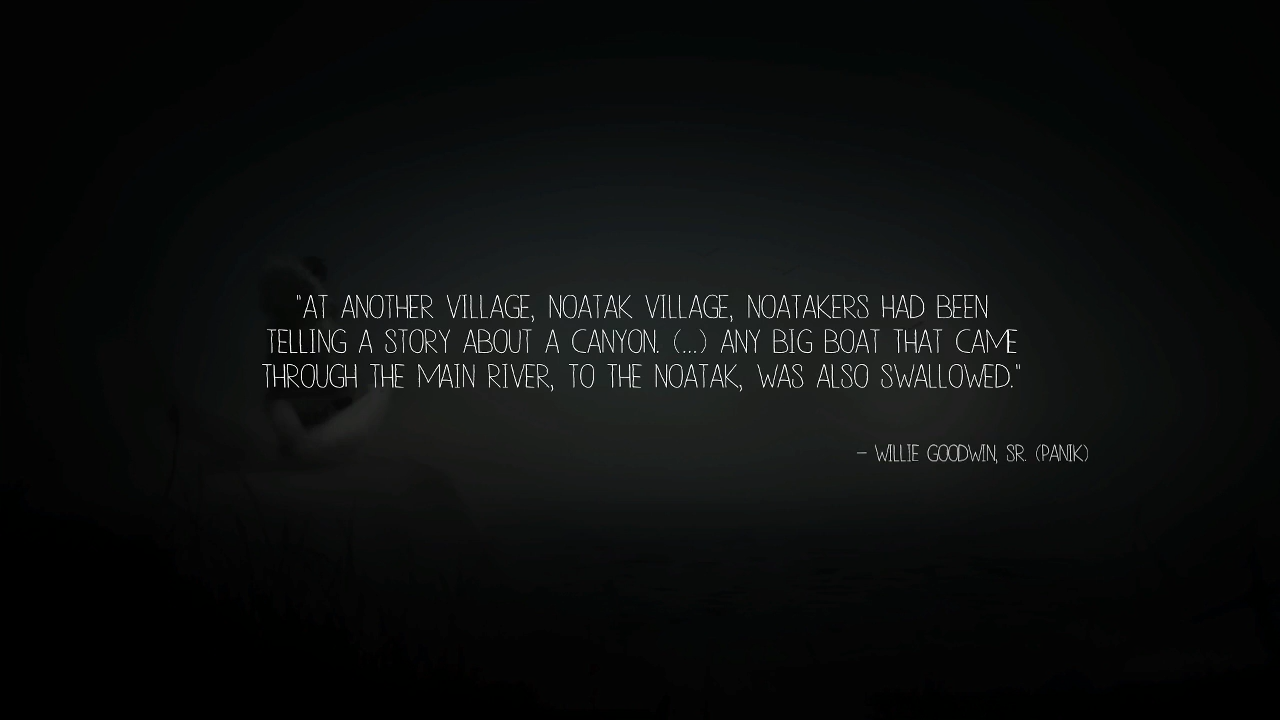 "AT ANOTHER VILLAGE, NOATAK VILLAGE, NOATAKERS HAD BEEN
TELLING A STORY ABOUT A CANYON. (...) ANY BIG BOAT THAT CAME
THROUGH THE MAIN RIVER, TO THE NOATAK, WAS ALSO SWALLOWED."
- WILLIE GOODWIN, SR. (PANIK)